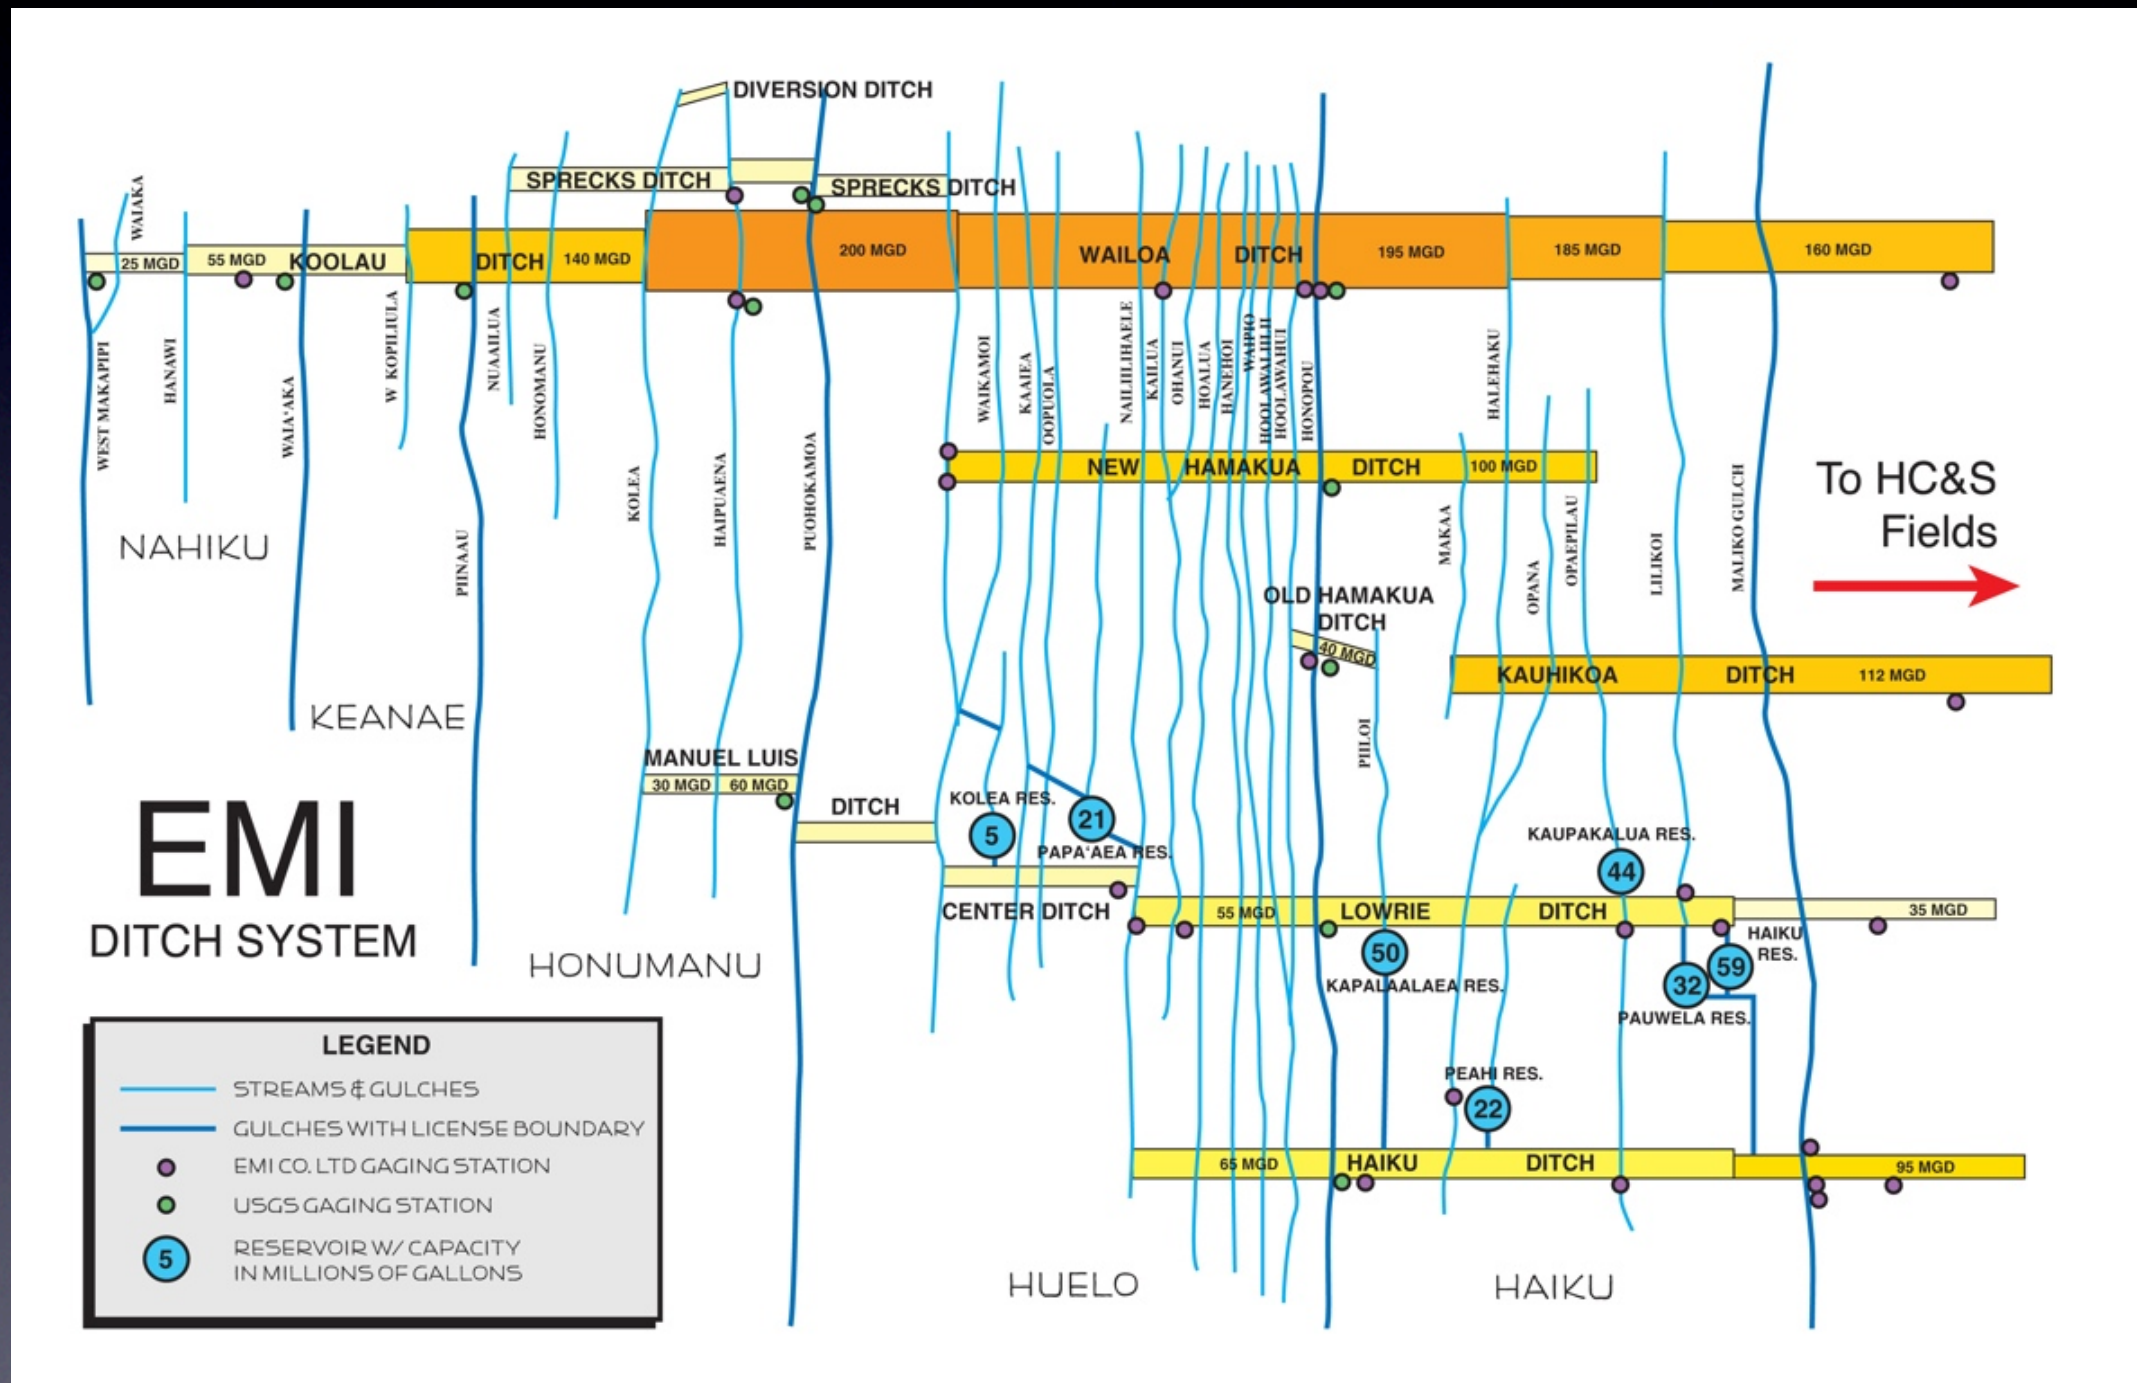 DIVERSION DITCH
SPRECKS DITCH
SPRECKS DITCH
WAIAKA
25 MGD
55 MGD
KOOLAU
DITCH
140 MGD
200 MGD
WAILOA
DITCH
195 MGD
185 MGD
160 MGD
WEST MAKAPIPI
HANAWI
WAIA'AKA
W KOPILIULA
PIINAAU
NUAAILUA
HONOMANU
KOLEA
HAIPUAENA
PUOHOKAMOA
WAIKAMOI
KAAIEA
OOPUOLA
NAILIILIHAELE
KAILUA
OHANUI
HOALUA
HANEHOI
WAIPIO
HOOLAWALIILII
HOOLAWAHUI
HONOPOU
HALEHAKU
MAKAA
OPANA
OPAEPILAU
LILIKOI
MALIKO GULCH
NEW HAMAKUA DITCH
100 MGD
To HC&S
Fields
NAHIKU
OLD HAMAKUA
DITCH
40 MGD
KAUHIKOA DITCH
112 MGD
KEANAE
PIILOI
MANUEL LUIS
30 MGD
60 MGD
DITCH
KOLEA RES.
5
21
PAPA'AEA RES.
KAUPAKALUA RES.
44
CENTER DITCH
55 MGD
LOWRIE
DITCH
35 MGD
HAIKU
RES.
59
50
KAPALAALAEA RES.
32
PAUWELA RES.
EMI
DITCH SYSTEM
HONUMANU
PEAHI RES.
22
65 MGD
HAIKU
DITCH
95 MGD
HUELO
HAIKU
LEGEND
STREAMS & GULCHES
GULCHES WITH LICENSE BOUNDARY
EMI CO. LTD GAGING STATION
USGS GAGING STATION
5
RESERVOIR W/ CAPACITY
IN MILLIONS OF GALLONS